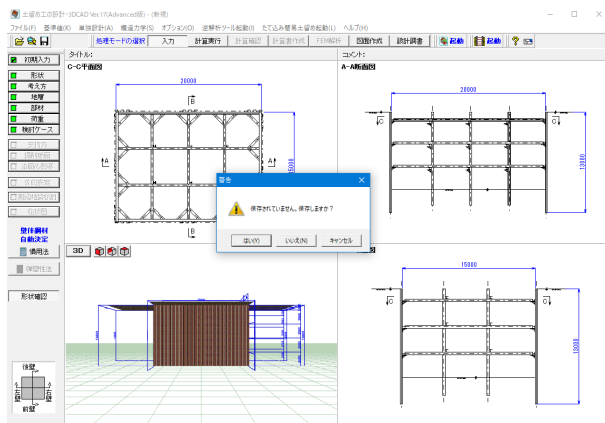 土留め工の設計・3DCAD Ver.17(Advanced版) - (新規)
ファイル(F) 基準値(K) 単独設計(A) 構造力学(S) オプション(O) 逆解析ツール起動(I) たて込み簡易土留め起動(L) ヘルプ(H)
処理モードの選択 入力 計算実行 計算確認 計算書作成 FEM解析 図面作成 設計調書 起動 起動
初期入力
形状
考え方
地層
部材
荷重
検討ケース
壁体鋼材
自動決定
慣用法
弾塑性法
形状確認
後壁
左壁
右壁
前壁
タイトル:
C-C平面図
20000
B
A
A
15000
B
コメント:
A-A断面図
20000
C
C
13000
3D
15000
C
C
13000
警告
保存されていません。保存しますか?
はい(Y) いいえ(N) キャンセル